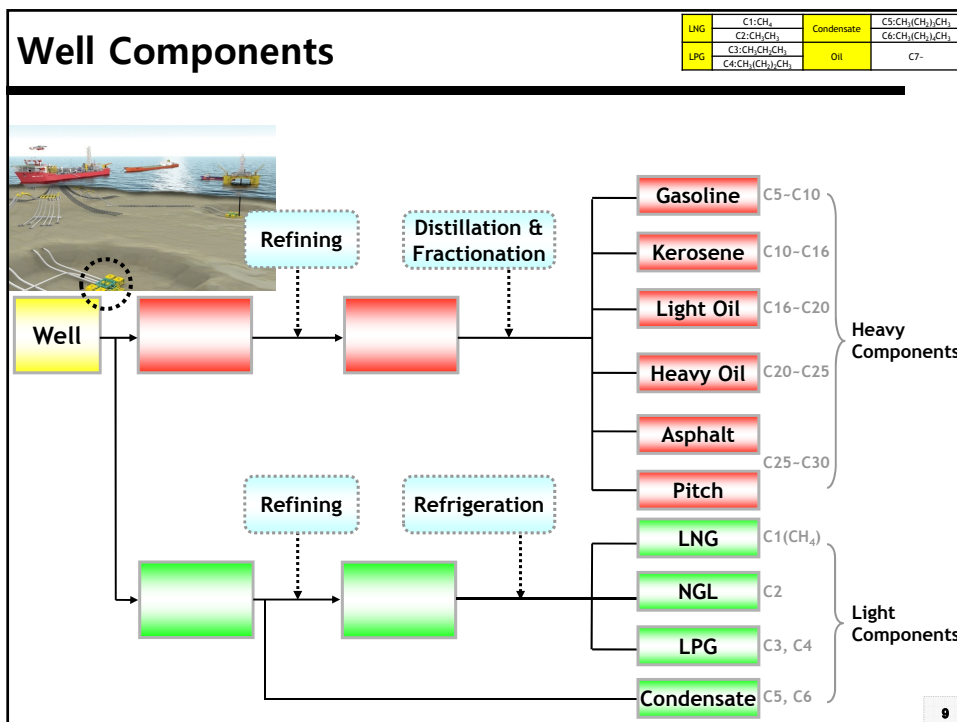 Well Components
LNG
C1:CH₄
C2:CH₃CH₃
Condensate
C5:CH₃(CH₂)₃CH₃
C6:CH₃(CH₂)₄CH₃
LPG
C3:CH₃CH₂CH₃
C4:CH₃(CH₂)₂CH₃
Oil
C7~
Refining
Distillation &
Fractionation
Well
Gasoline
C5~C10
Kerosene
C10~C16
Light Oil
C16~C20
Heavy Oil
C20~C25
Asphalt
C25~C30
Pitch
Heavy
Components
Refining
Refrigeration
LNG
C1(CH₄)
NGL
C2
LPG
C3, C4
Condensate
C5, C6
Light
Components
9